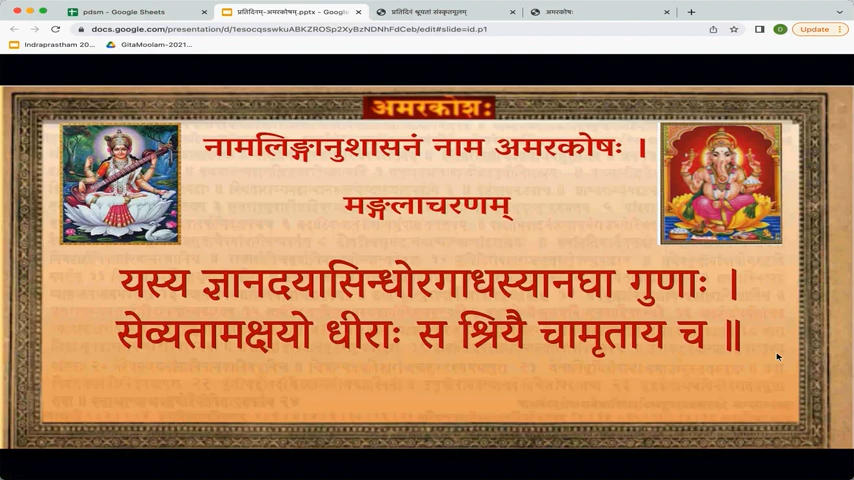 pdsm - Google Sheets
प्रतिदिनम्-अमरकोषम्.pptx - Google
प्रतिदिनं श्रूयतां संस्कृतमूलम्
अमरकोषः
docs.google.com/presentation/d/1esocqsswkuABKZROSp2XyBzNDNhFdCeb/edit#slide=id.p1
D
Update
Indraprastham 20...
GitaMoolam-2021...
अमरकोशः
नामलिङ्गानुशासनं नाम अमरकोषः ।
मङ्गलाचरणम्
यस्य ज्ञानदयासिन्धोरगाधस्यानघा गुणाः ।
सेव्यतामक्षयो धीराः स श्रियै चामृताय च ॥